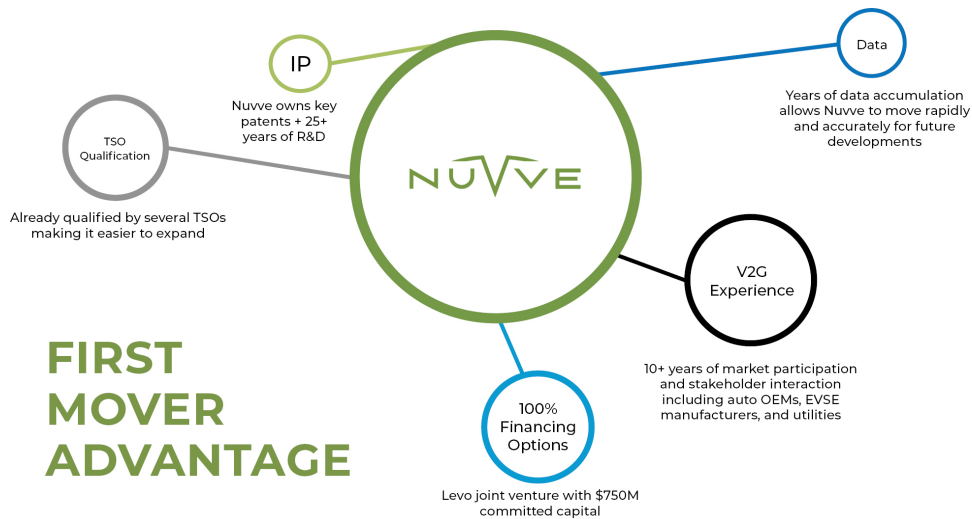 IP
Nuvve owns key
patents + 25+
years of R&D
Data
Years of data accumulation
allows Nuvve to move rapidly
and accurately for future
developments
TSO
Qualification
Already qualified by several TSOs
making it easier to expand
NUVVE
V2G
Experience
10+ years of market participation
and stakeholder interaction
including auto OEMs, EVSE
manufacturers, and utilities
100%
Financing
Options
Levo joint venture with $750M
committed capital
FIRST
MOVER
ADVANTAGE